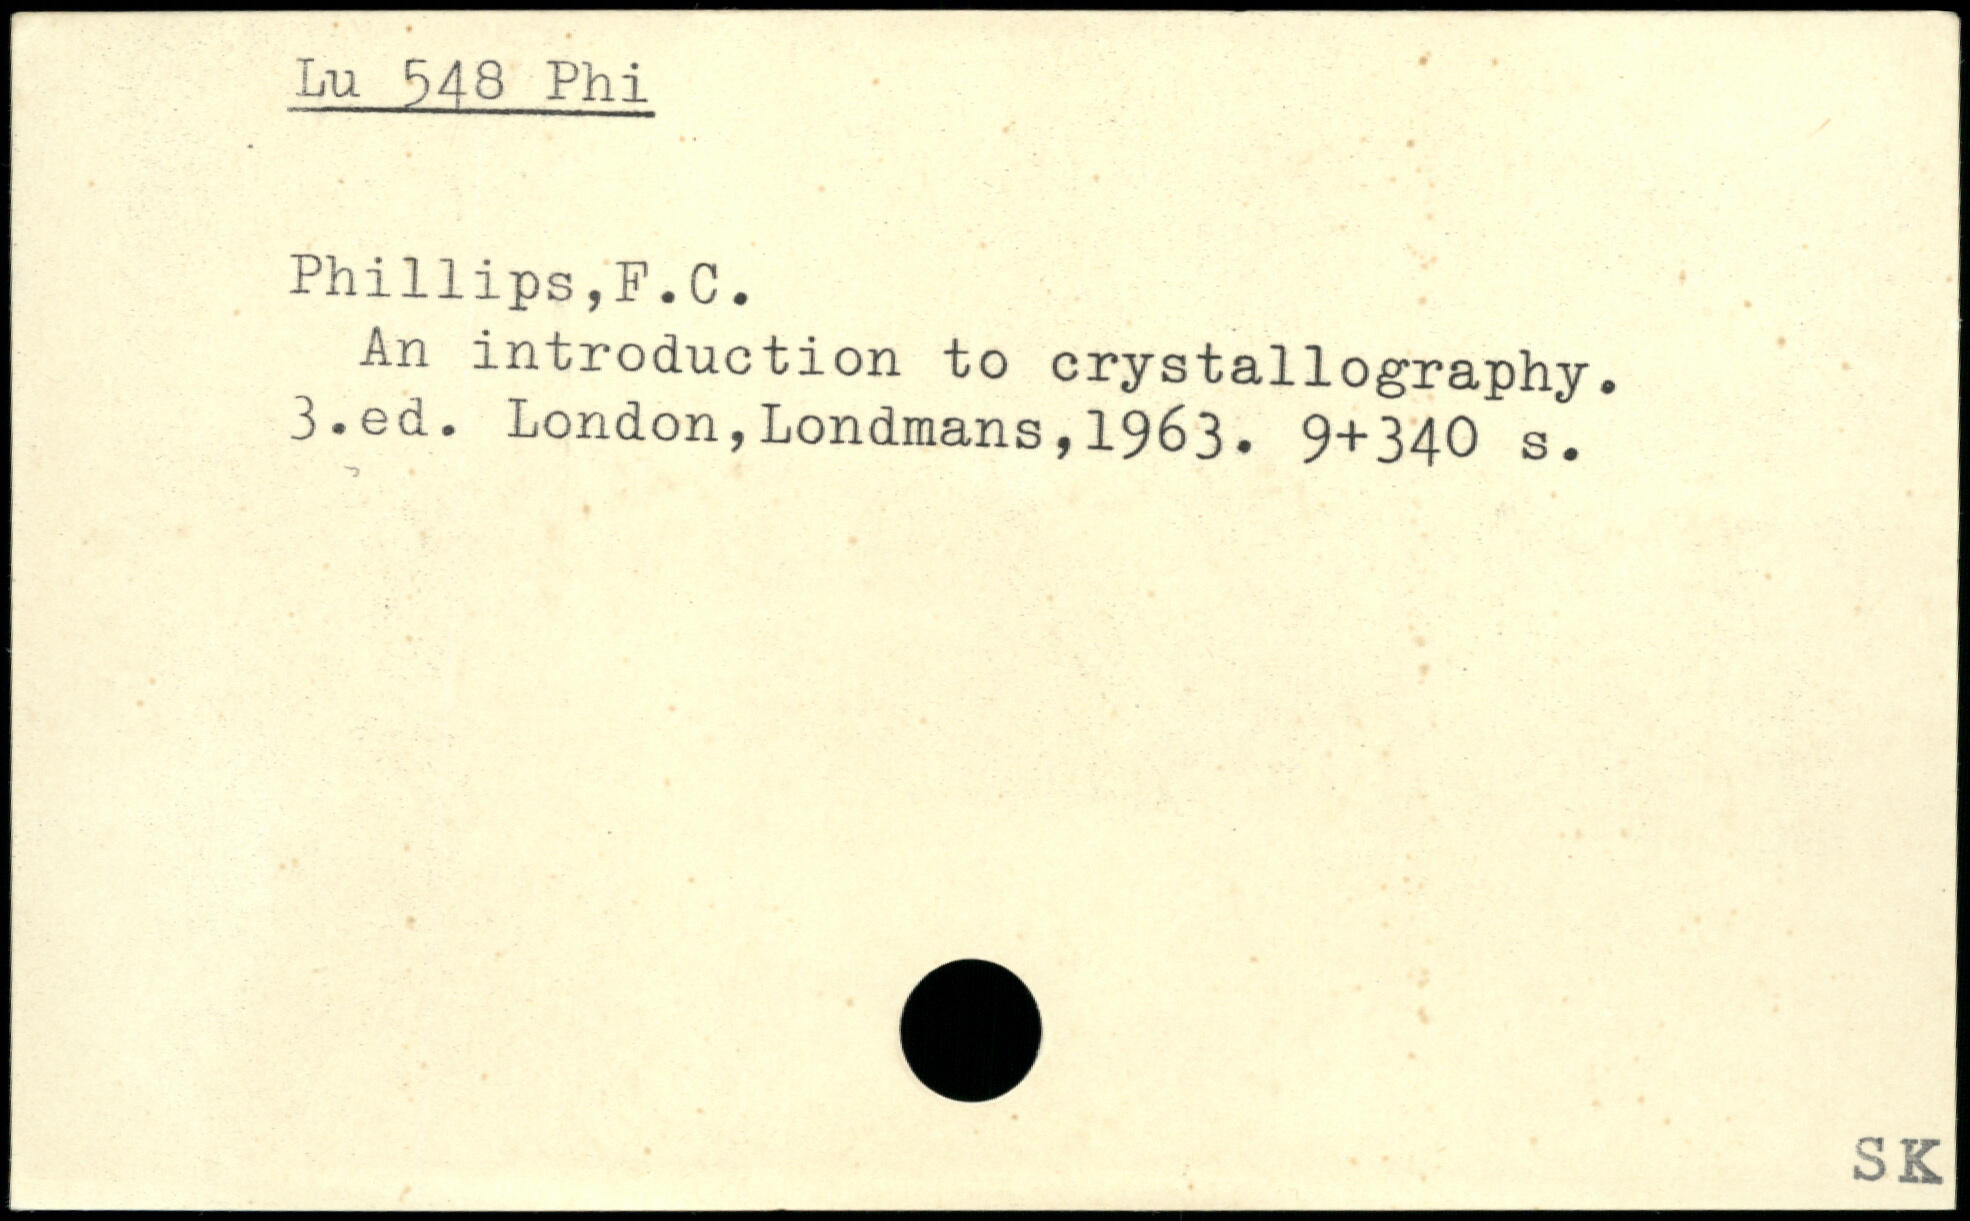 Lu 548 Phi
Phillips,F.C.
An introduction to crystallography.
3.ed. London,Londmans,1963. 9+340 s.
SK